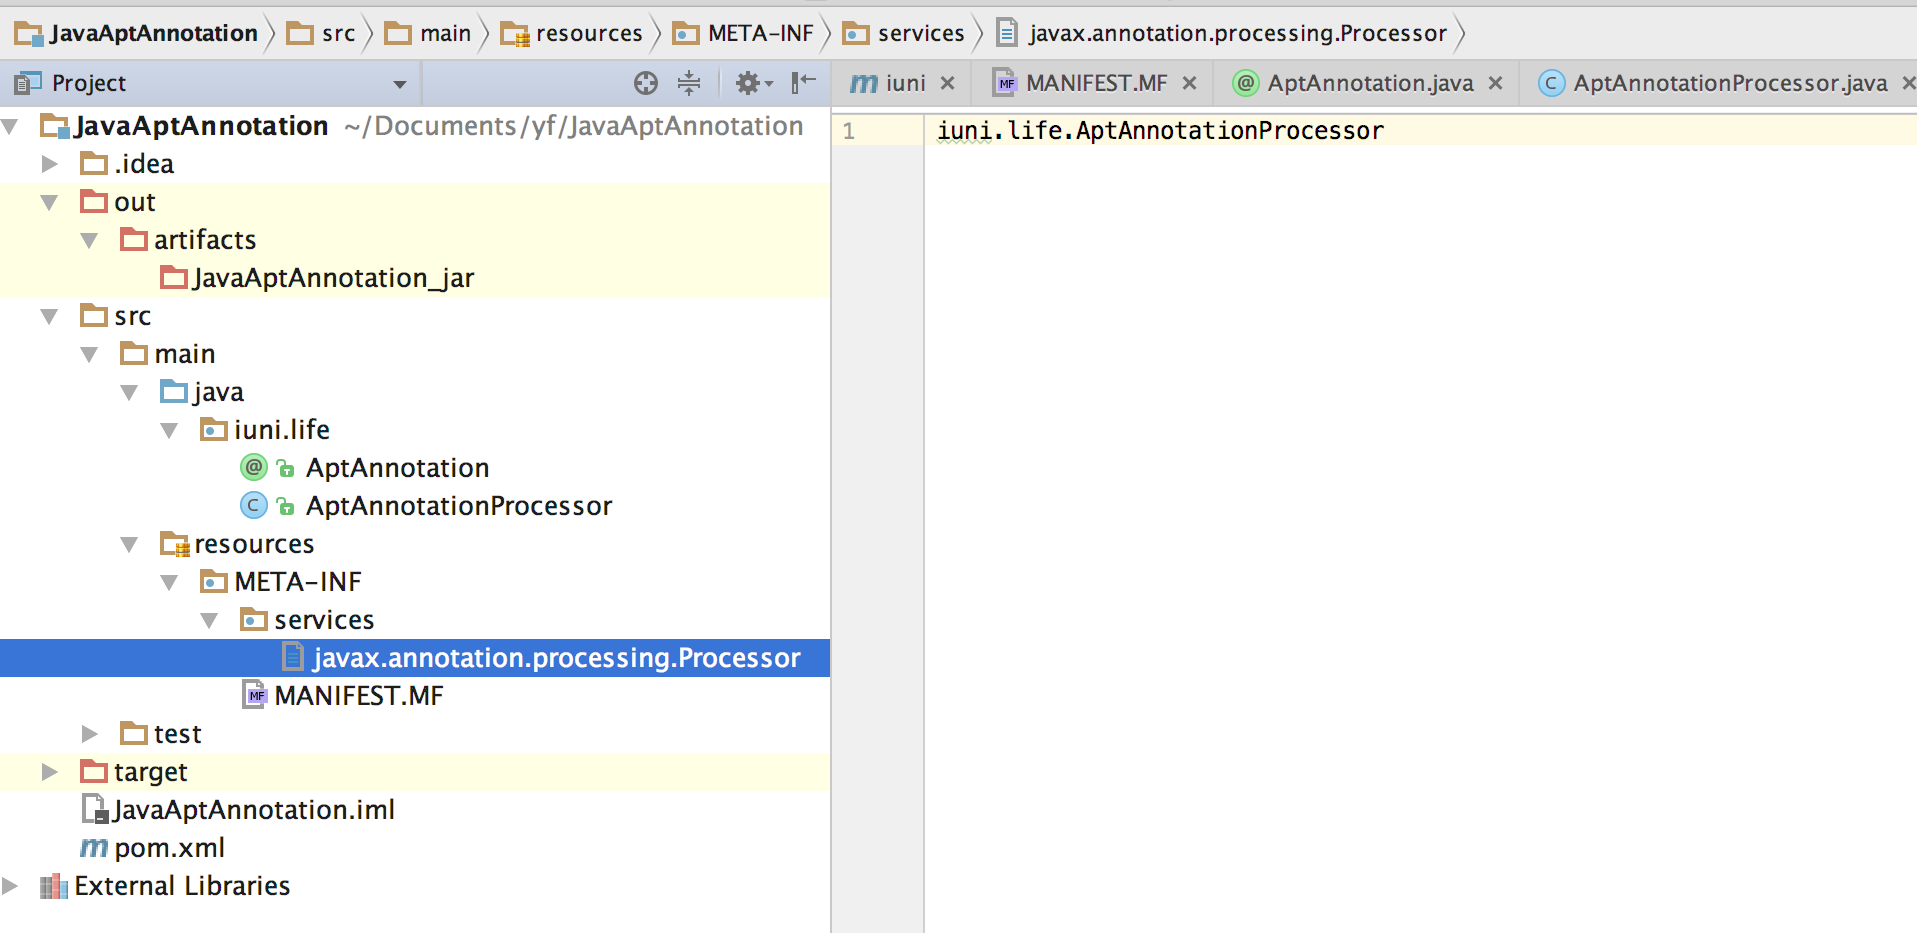 JavaAptAnnotation src main resources META-INF services javax.annotation.processing.Processor
Project
iuni MANIFEST.MF AptAnnotation.java AptAnnotationProcessor.java
JavaAptAnnotation ~/Documents/yf/JavaAptAnnotation
.idea
out
artifacts
JavaAptAnnotation_jar
src
main
java
iuni.life
AptAnnotation
AptAnnotationProcessor
resources
META-INF
services
javax.annotation.processing.Processor
MANIFEST.MF
test
target
JavaAptAnnotation.iml
pom.xml
External Libraries
1 iuni.life.AptAnnotationProcessor